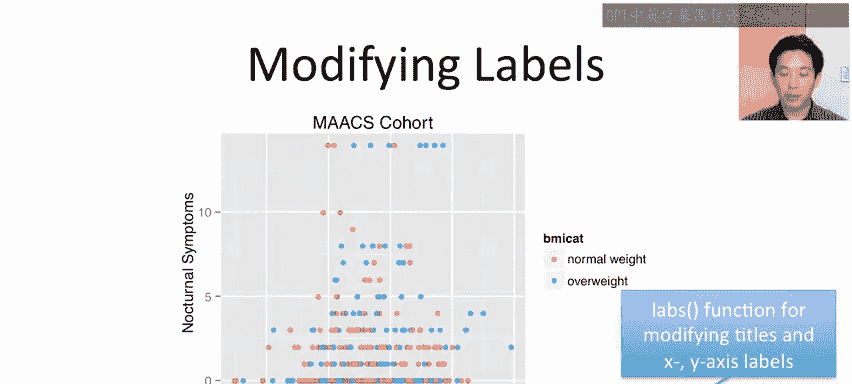 Modifying Labels
MAACS Cohort
Nocturnal Symptoms
10
5
0
bmicat
normal weight
overweight
labs() function for
modifying titles and
x-, y-axis labels